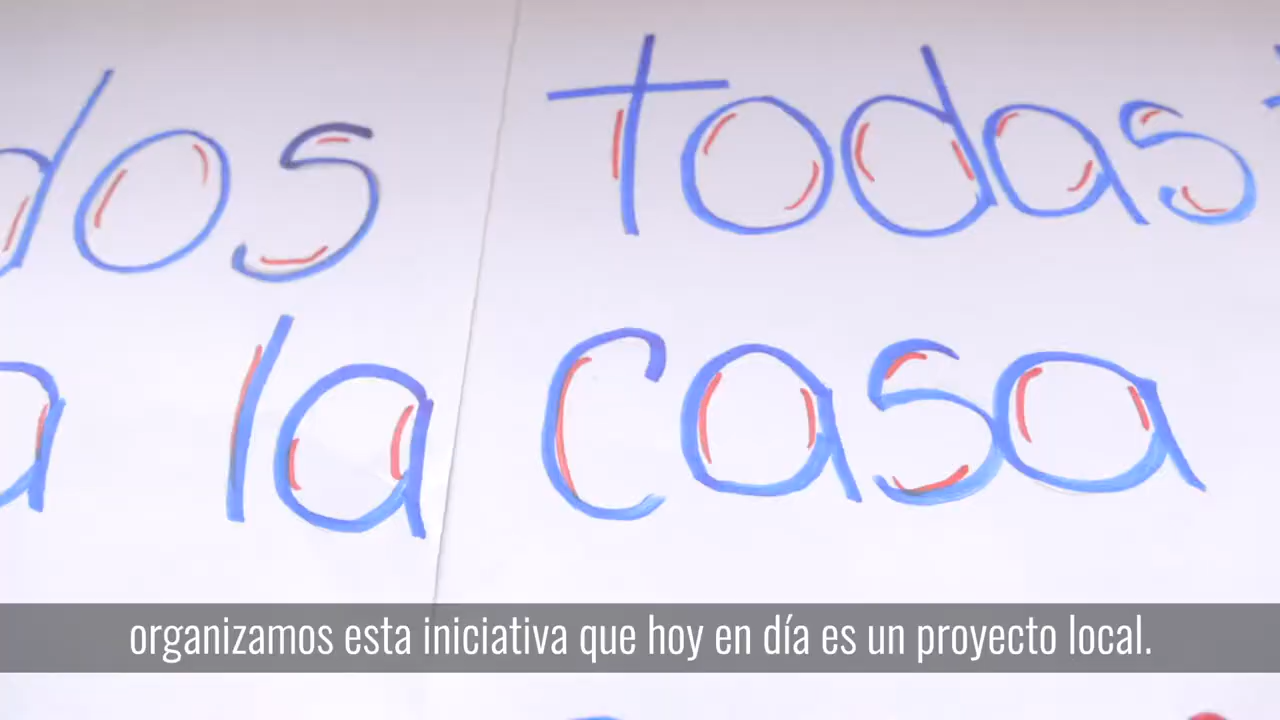 dos todas
a la casa
organizamos esta iniciativa que hoy en día es un proyecto local.